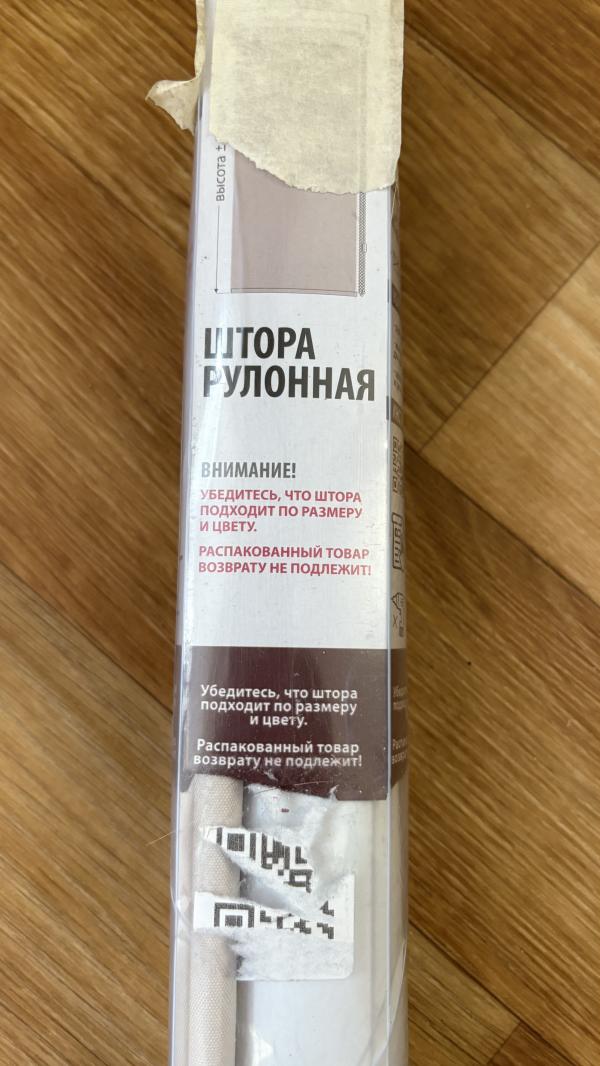 высота ±
ШТОРА
РУЛОННАЯ
ВНИМАНИЕ!
УБЕДИТЕСЬ, ЧТО ШТОРА
ПОДХОДИТ ПО РАЗМЕРУ
И ЦВЕТУ.
РАСПАКОВАННЫЙ ТОВАР
ВОЗВРАТУ НЕ ПОДЛЕЖИТ!
Убедитесь, что штора
подходит по размеру
и цвету.
Распакованный товар
возврату не подлежит!